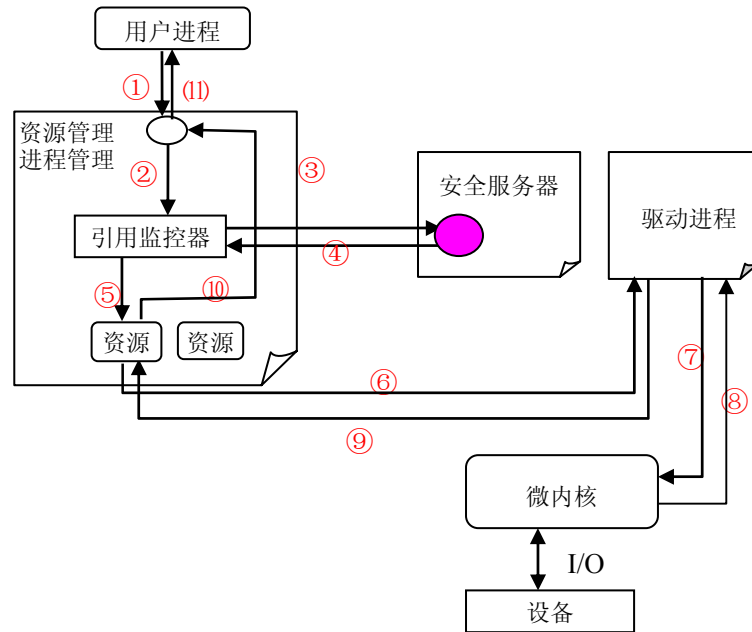 用户进程
①
⑾
资源管理
进程管理
②
③
安全服务器
驱动进程
引用监控器
④
⑤
⑩
资源
资源
⑥
⑦
⑧
⑨
微内核
I/O
设备